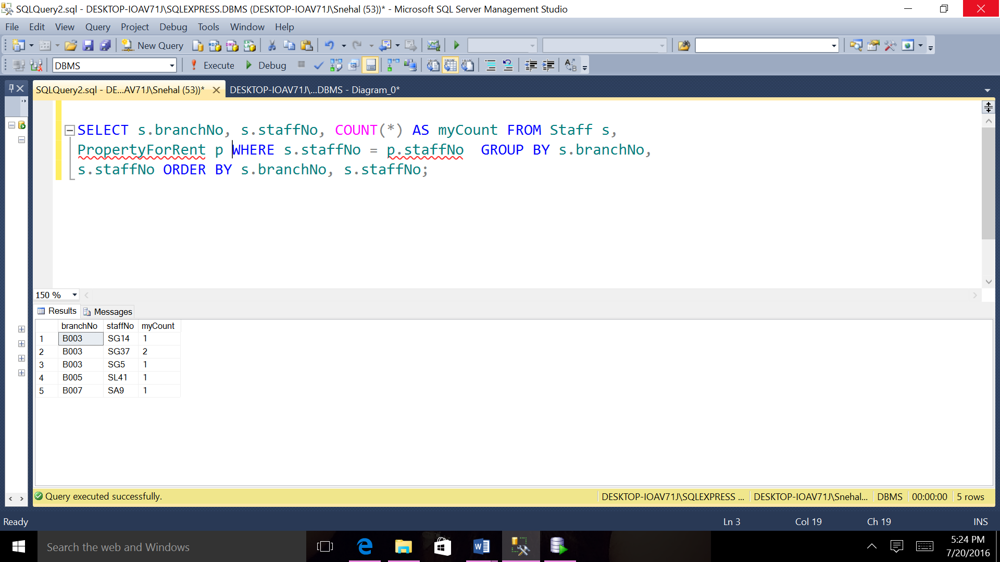 SQLQuery2.sql - DESKTOP-IOAV71J\SQLEXPRESS.DBMS (DESKTOP-IOAV71J\Snehal (53))* - Microsoft SQL Server Management Studio
File Edit View Query Project Debug Tools Window Help
New Query
DBMS Execute Debug
SQLQuery2.sql - DE...AV71J\Snehal (53))* DESKTOP-IOAV71J\...DBMS - Diagram_0*
SELECT s.branchNo, s.staffNo, COUNT(*) AS myCount FROM Staff s,
PropertyForRent p WHERE s.staffNo = p.staffNo  GROUP BY s.branchNo,
s.staffNo ORDER BY s.branchNo, s.staffNo;
150 %
Results Messages
branchNo staffNo myCount
1 B003 SG14 1
2 B003 SG37 2
3 B003 SG5 1
4 B005 SL41 1
5 B007 SA9 1
Query executed successfully. DESKTOP-IOAV71J\SQLEXPRESS ... DESKTOP-IOAV71J\Snehal... DBMS 00:00:00 5 rows
Ready Ln 3 Col 19 Ch 19 INS
Search the web and Windows
5:24 PM
7/20/2016